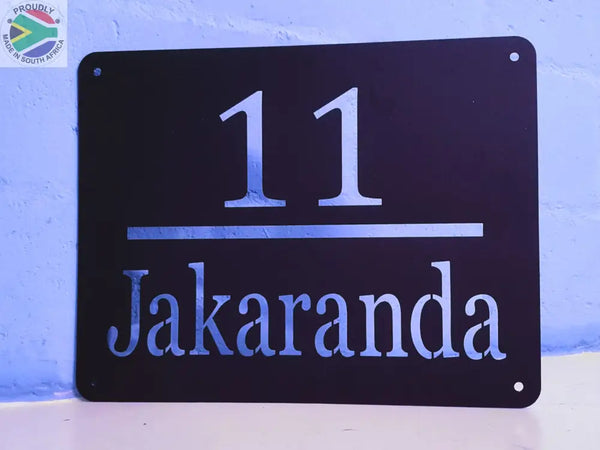 PROUDLY
MADE IN SOUTH AFRICA
11
Jakaranda